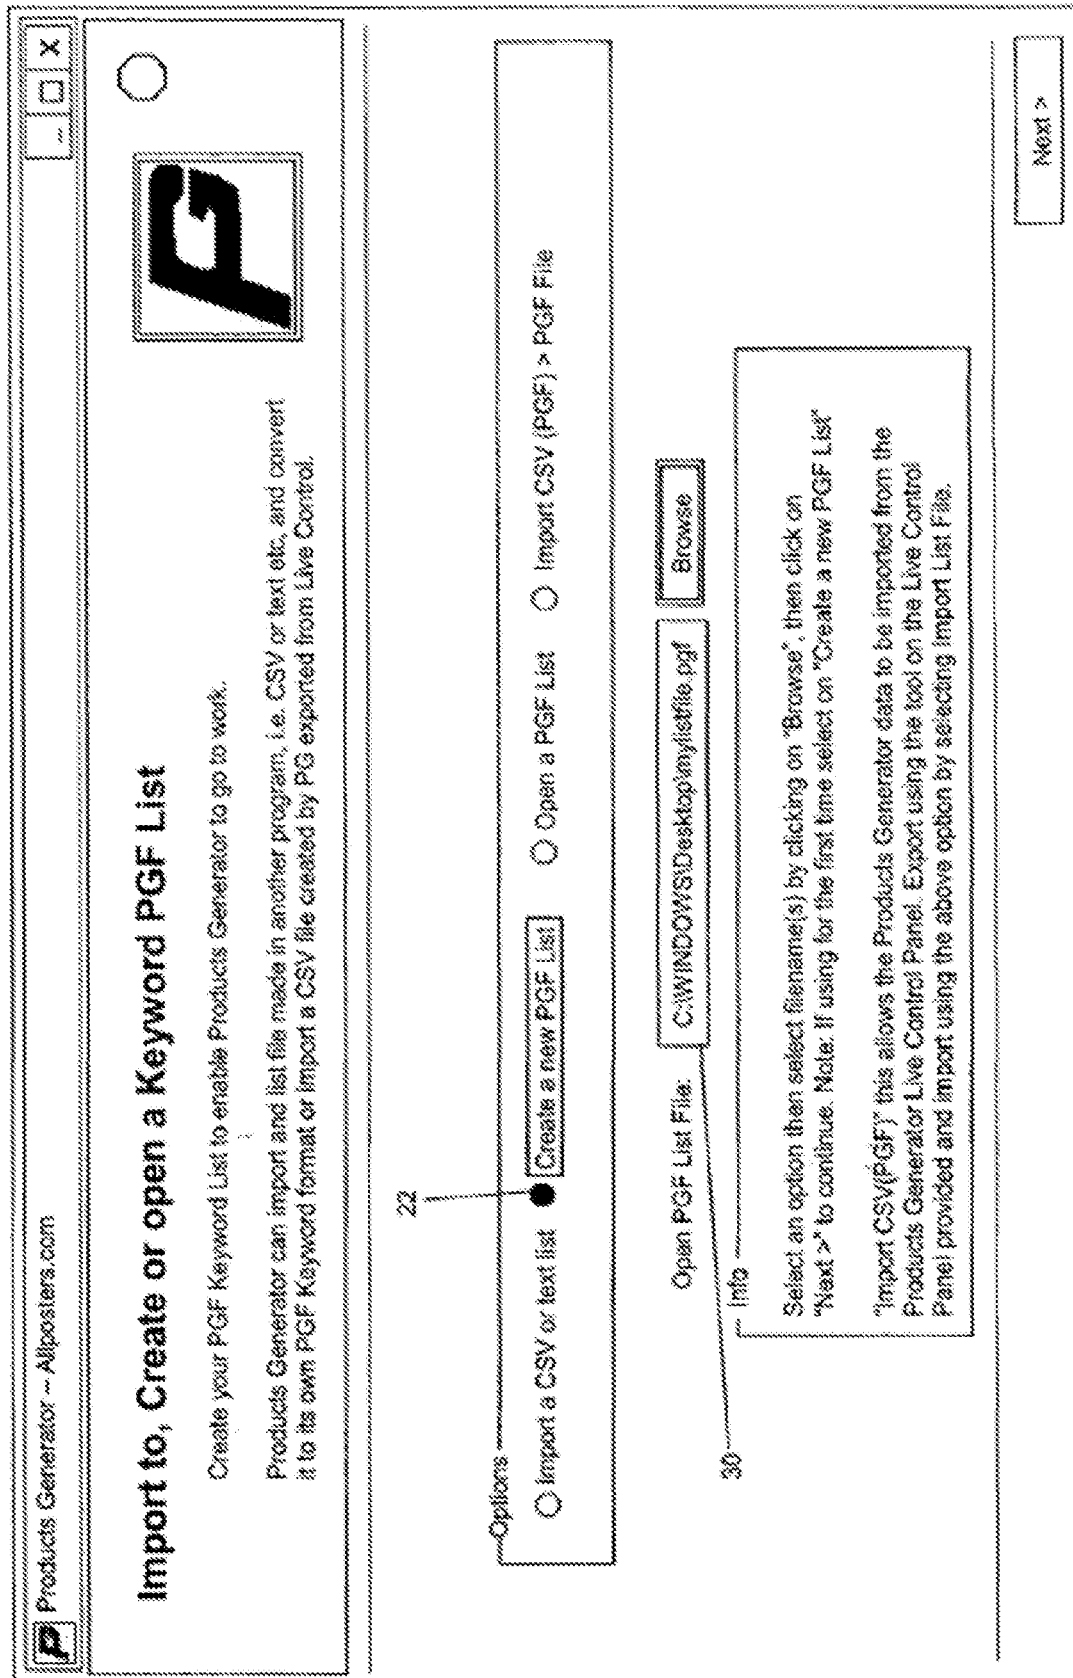 P Products Generator – Allposters.com
_ □ X
Import to, Create or open a Keyword PGF List
Create your PGF Keyword List to enable Products Generator to go to work.
Products Generator can import and list file made in another program, i.e. CSV or text etc, and convert
it to its own PGF Keyword format or import a CSV file created by PG exported from Live Control.
PG
22
Options
Import a CSV or text list
Create a new PGF List
Open a PGF List
Import CSV (PGF) > PGF File
Open PGF List File:
C:\WINDOWS\Desktop\mylistfile.pgf
Browse
30
Info
Select an option then select filename(s) by clicking on "Browse", then click on
"Next >" to continue. Note. If using for the first time select on "Create a new PGF List"
"Import CSV(PGF)" this allows the Products Generator data to be imported from the
Products Generator Live Control Panel. Export using the tool on the Live Control
Panel provided and import using the above option by selecting Import List File.
Next >